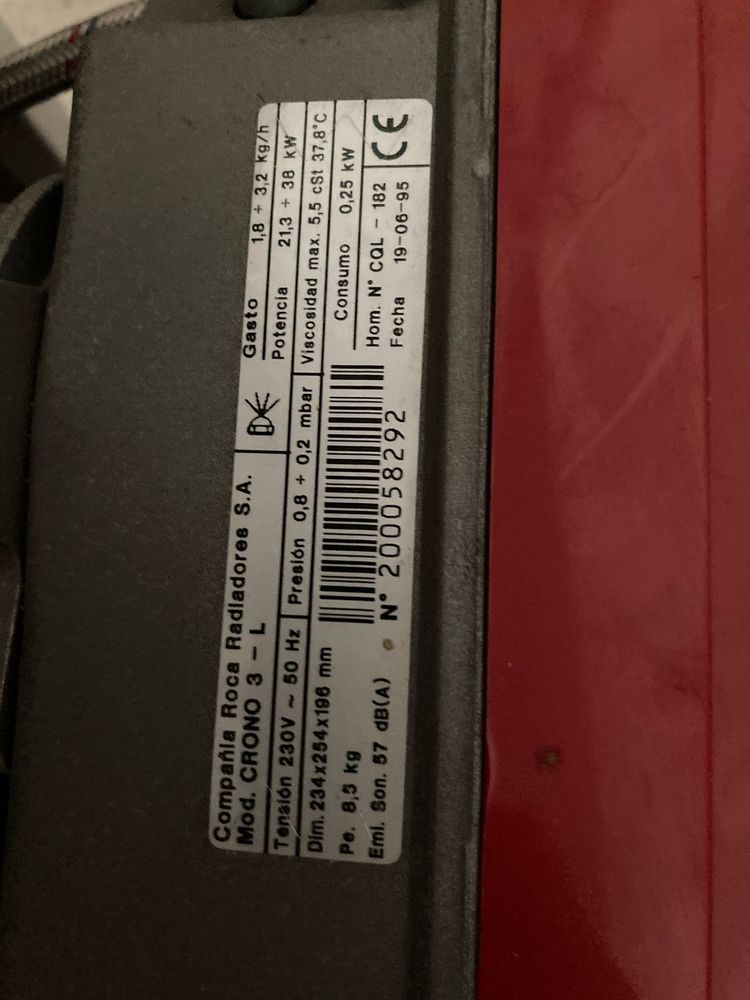 Compañia Roca Radiadores S.A.
Mod. CRONO 3 - L
Gasto 1,8 ÷ 3,2 kg/h
Potencia 21,3 ÷ 38 kW
Tensión 230V ~ 50 Hz
Presión 0,8 ÷ 0,2 mbar
Viscosidad max. 5,5 cSt 37,8°C
Dim. 234x254x196 mm
Pe. 8,3 kg
Emi. Son. 57 dB(A)
N° 200058292
Consumo 0,25 kW
Hom. N° CQL - 182
Fecha 19-06-95
CE